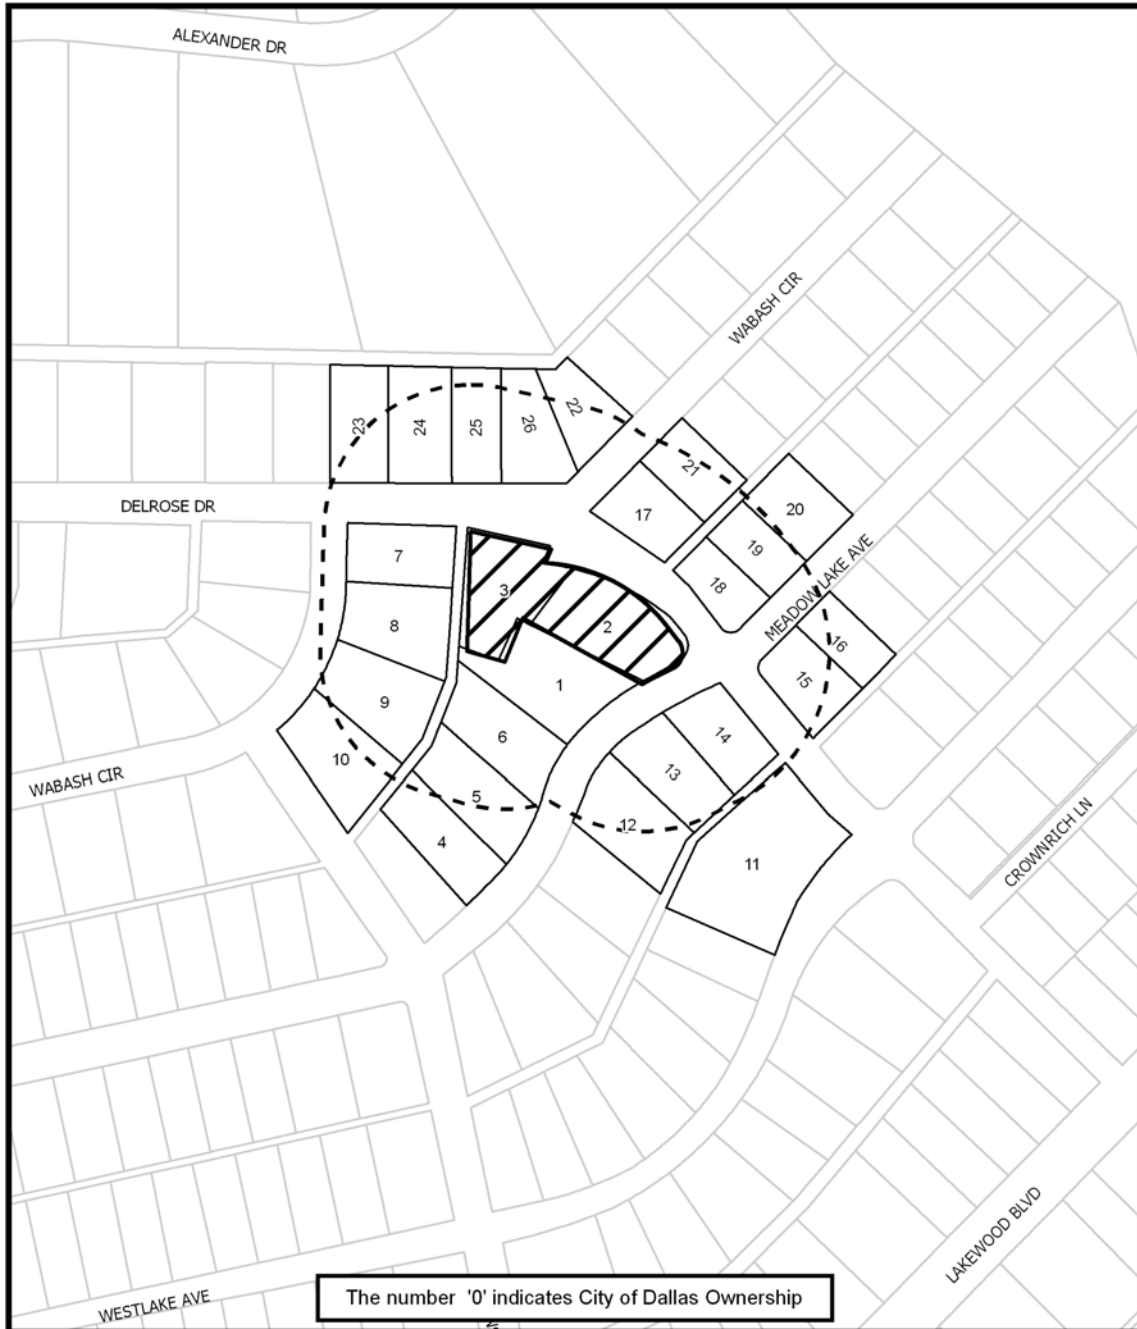 ALEXANDER DR
WABASH CIR
22
23
24
25
26
21
20
DELROSE DR
17
19
7
18
MEADOW LAKE AVE
3
8
2
16
1
15
9
6
14
10
13
WABASH CIR
5
12
4
11
CROWNRICH LN
LAKEWOOD BLVD
WESTLAKE AVE
The number '0' indicates City of Dallas Ownership